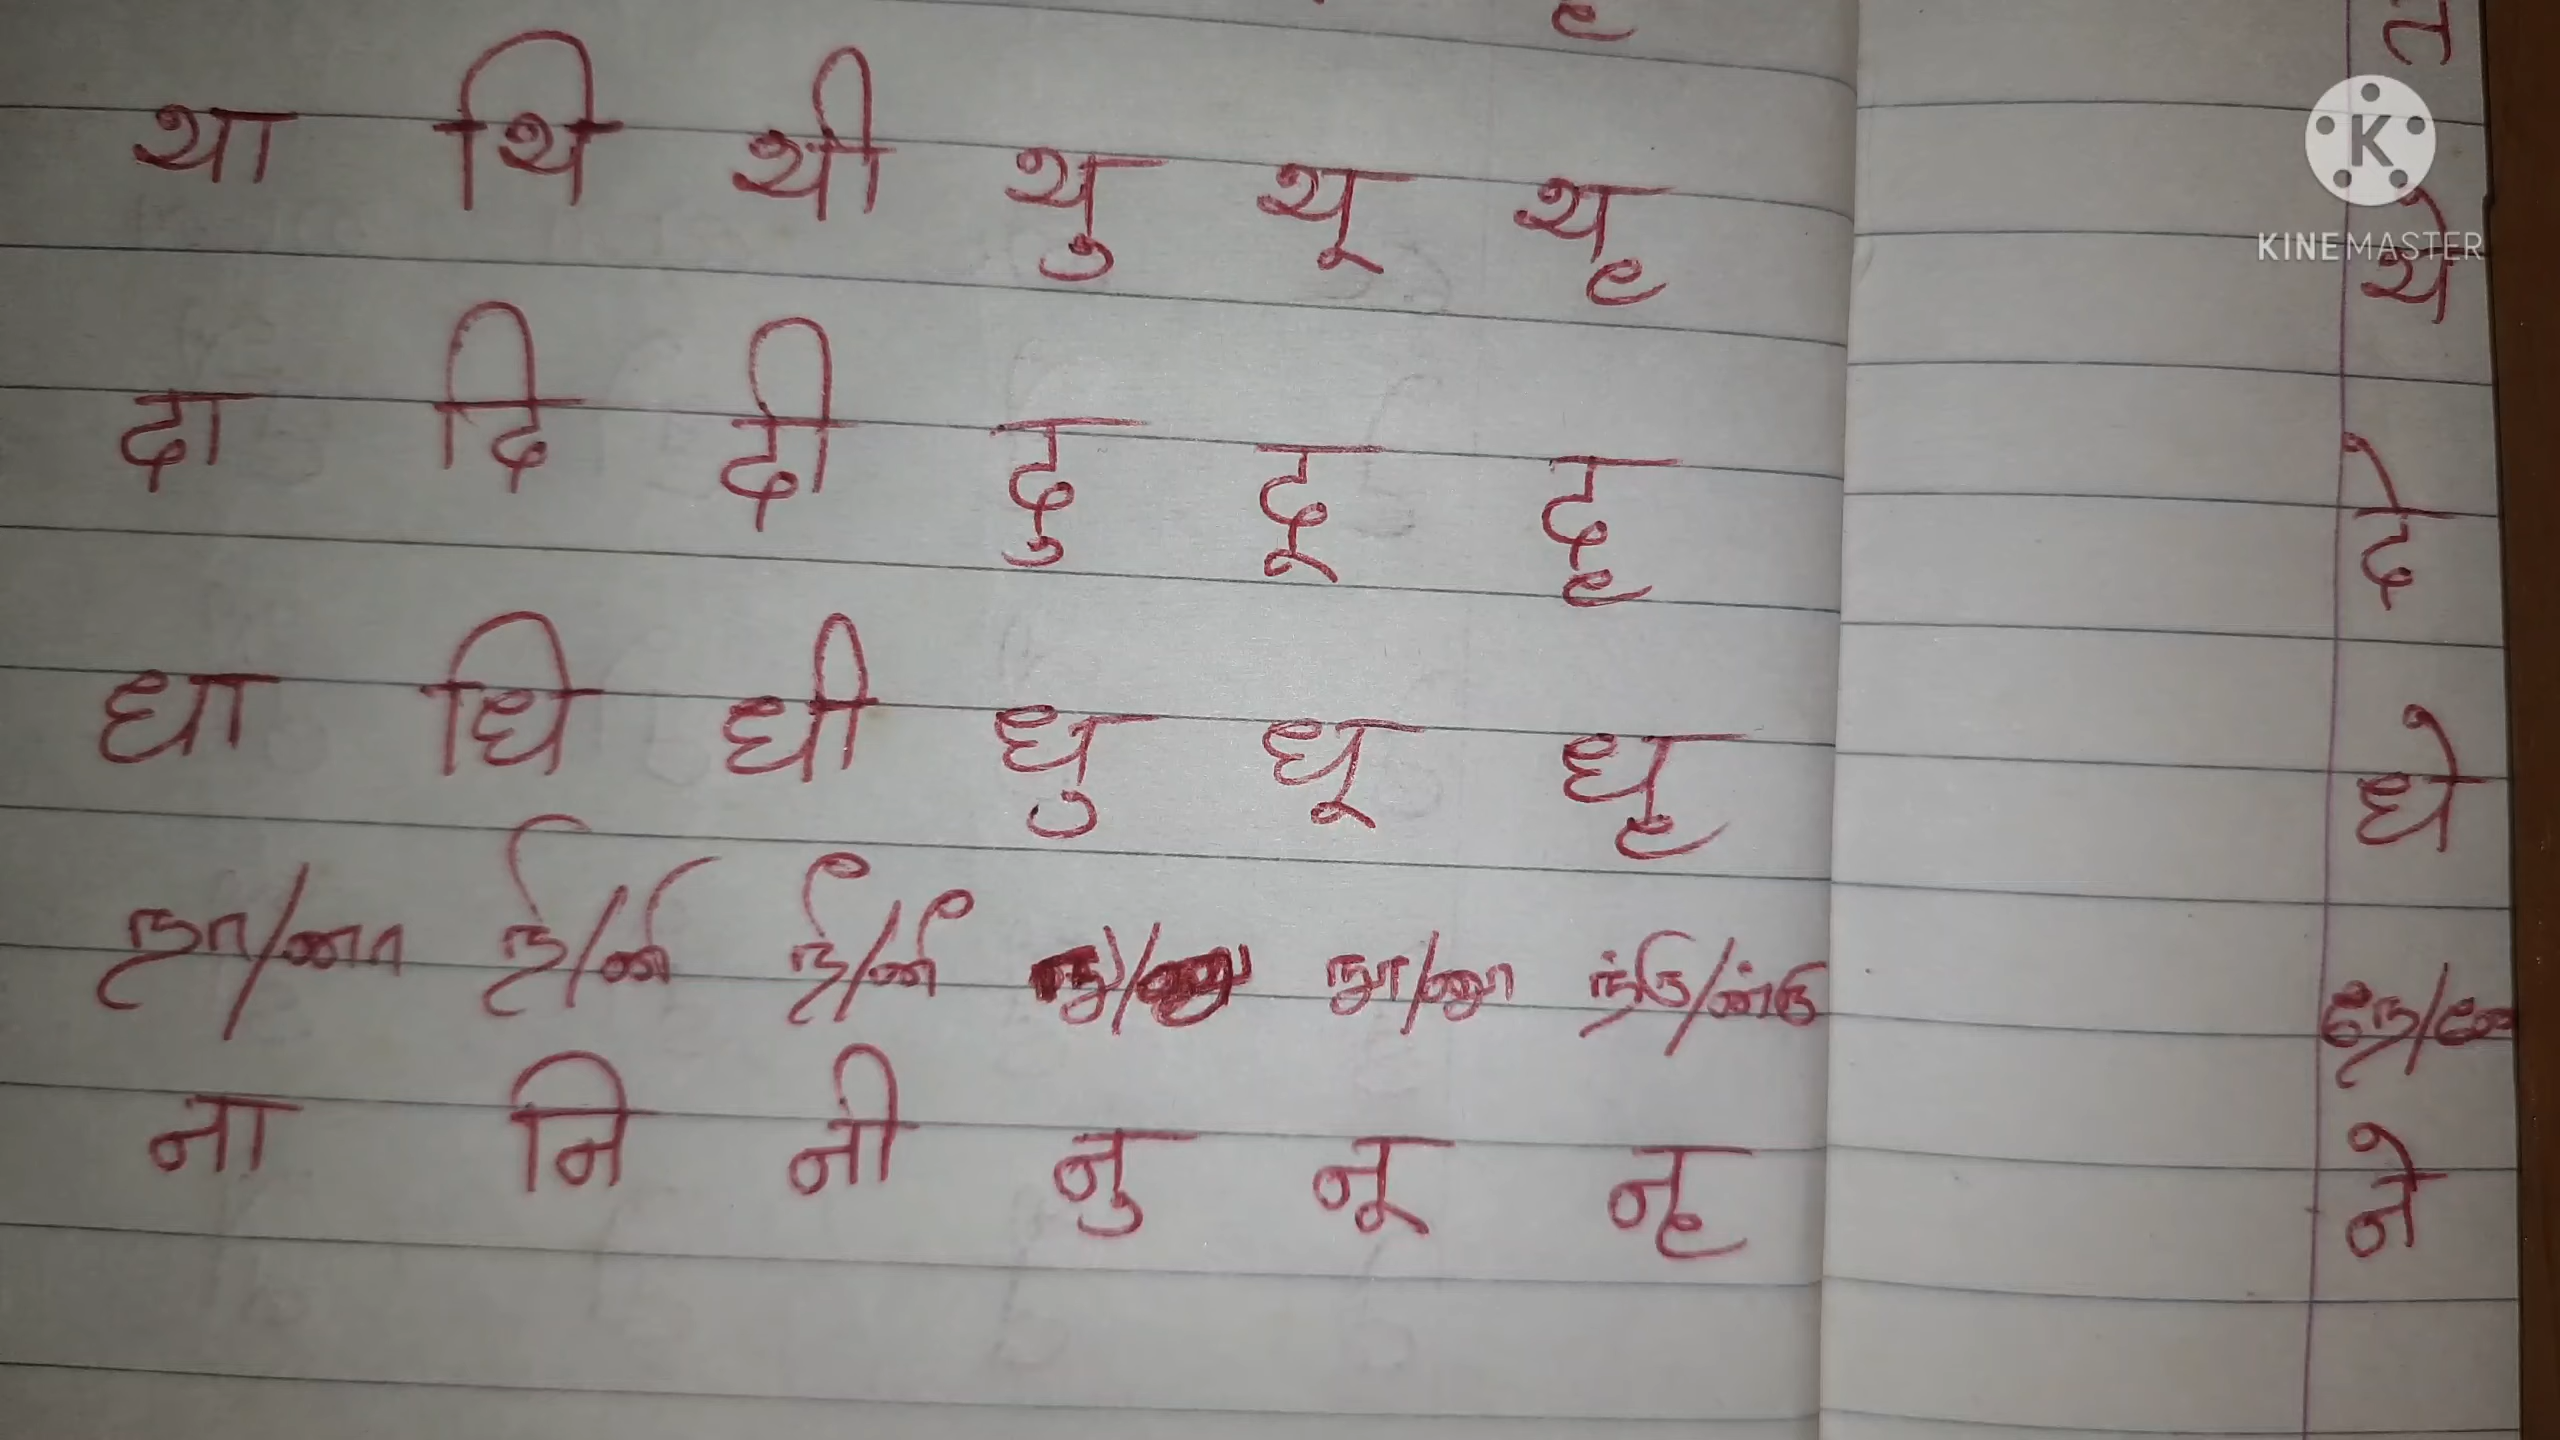 था थि थी थु थू थृ थे
दा दि दी दु दू दृ दे
धा धि धी धु धू धृ धे
நா/னா நி/னி நீ/னீ நு/னு நூ/னூ ந்ரு/ன்ரு நே/னே
ना नि नी नु नू नृ ने
KINEMASTER